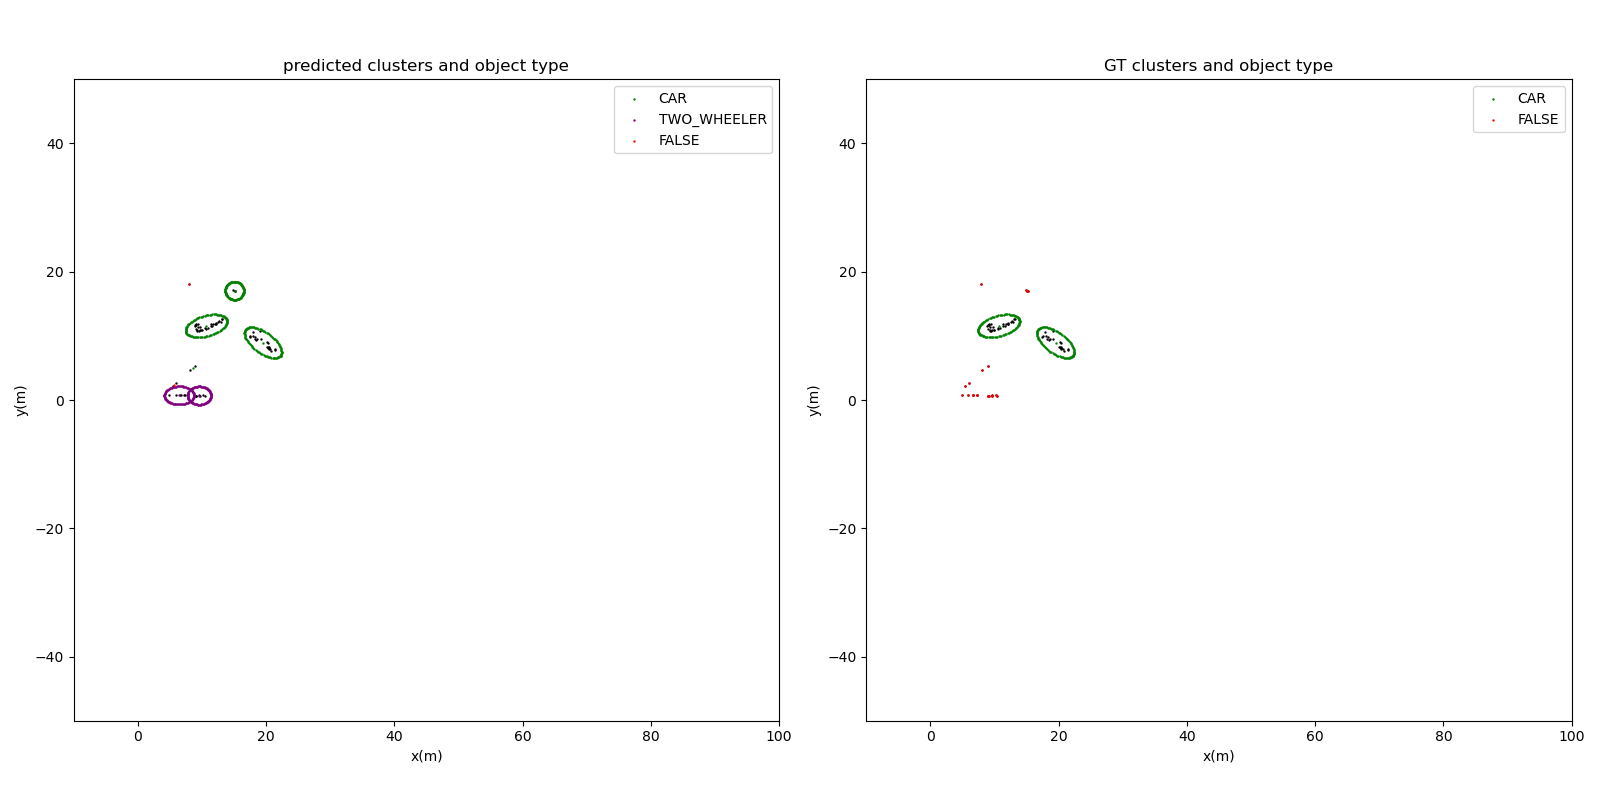 predicted clusters and object type
CAR
TWO_WHEELER
FALSE
40
20
0
−20
−40
y(m)
0 20 40 60 80 100
x(m)
GT clusters and object type
CAR
FALSE
40
20
0
−20
−40
y(m)
0 20 40 60 80 100
x(m)